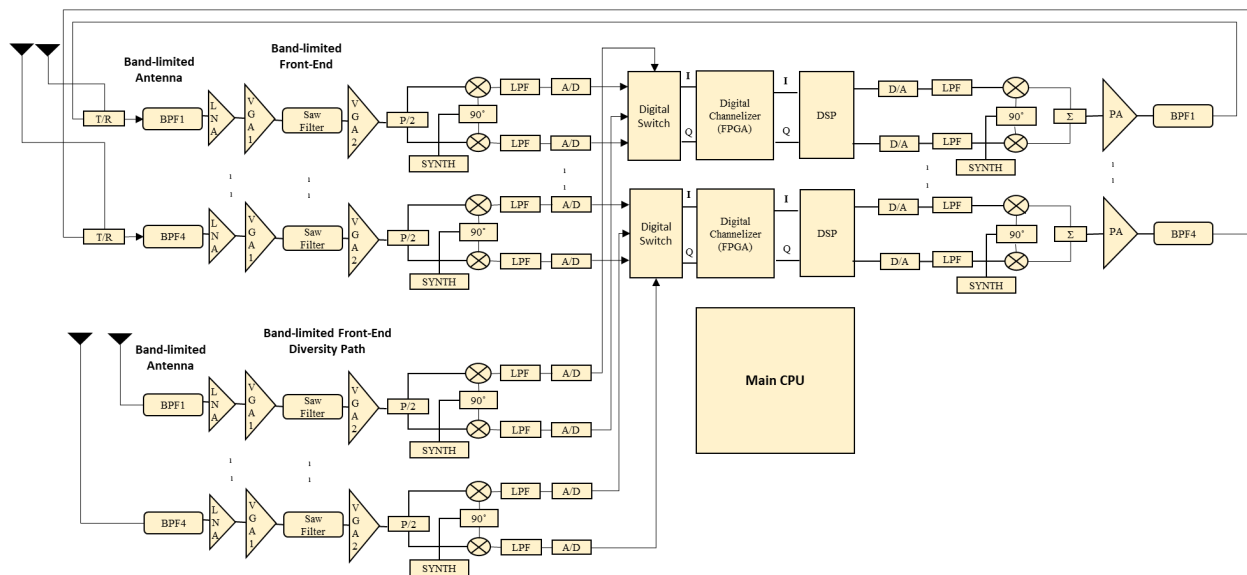 Band-limited
Antenna
Band-limited
Front-End
T/R
BPF1
LNA
VGA1
Saw
Filter
VGA2
P/2
90°
SYNTH
LPF
A/D
LPF
A/D
Digital
Switch
I
Q
Digital
Channelizer
(FPGA)
I
Q
DSP
D/A
LPF
D/A
LPF
90°
SYNTH
Σ
PA
BPF1
T/R
BPF4
LNA
VGA1
Saw
Filter
VGA2
P/2
90°
SYNTH
LPF
A/D
LPF
A/D
Digital
Switch
I
Q
Digital
Channelizer
(FPGA)
I
Q
DSP
D/A
LPF
D/A
LPF
90°
SYNTH
Σ
PA
BPF4
Band-limited
Antenna
Band-limited Front-End
Diversity Path
BPF1
LNA
VGA1
Saw
Filter
VGA2
P/2
90°
SYNTH
LPF
A/D
LPF
A/D
Main CPU
BPF4
LNA
VGA1
Saw
Filter
VGA2
P/2
90°
SYNTH
LPF
A/D
LPF
A/D